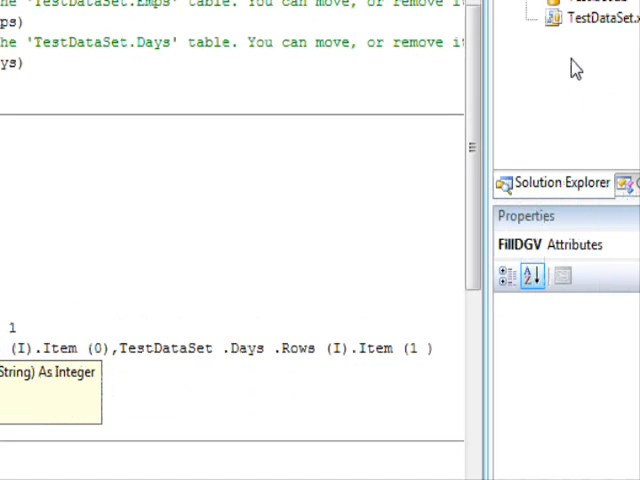 he 'TestDataSet.Emps' table. You can move, or remove it
ps)
he 'TestDataSet.Days' table. You can move, or remove it
ys)
1
(I).Item (0),TestDataSet .Days .Rows (I).Item (1 )
String) As Integer
TestDataSet.x
Solution Explorer
Properties
FillDGV Attributes